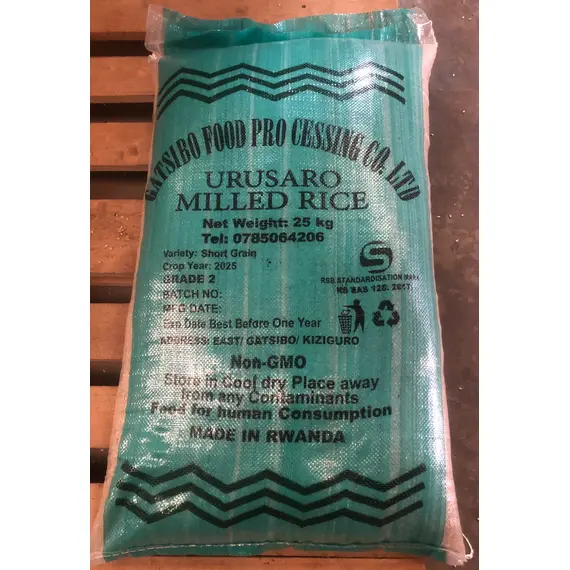 GATSIBO FOOD PRO CESSING CO. LTD
URUSARO
MILLED RICE
Net Weight: 25 kg
Tel: 0785064206
Variety: Short Grain
Crop Year: 2025
GRADE 2
BATCH NO:
MFG DATE:
Exp Date Best Before One Year
ADDRESS: EAST/ GATSIBO/ KIZIGURO
S
RSB STANDARDISATION MARK
RS EAS 128: 2017
Non-GMO
Store in Cool dry Place away
from any Contaminants
Food for human Consumption
MADE IN RWANDA